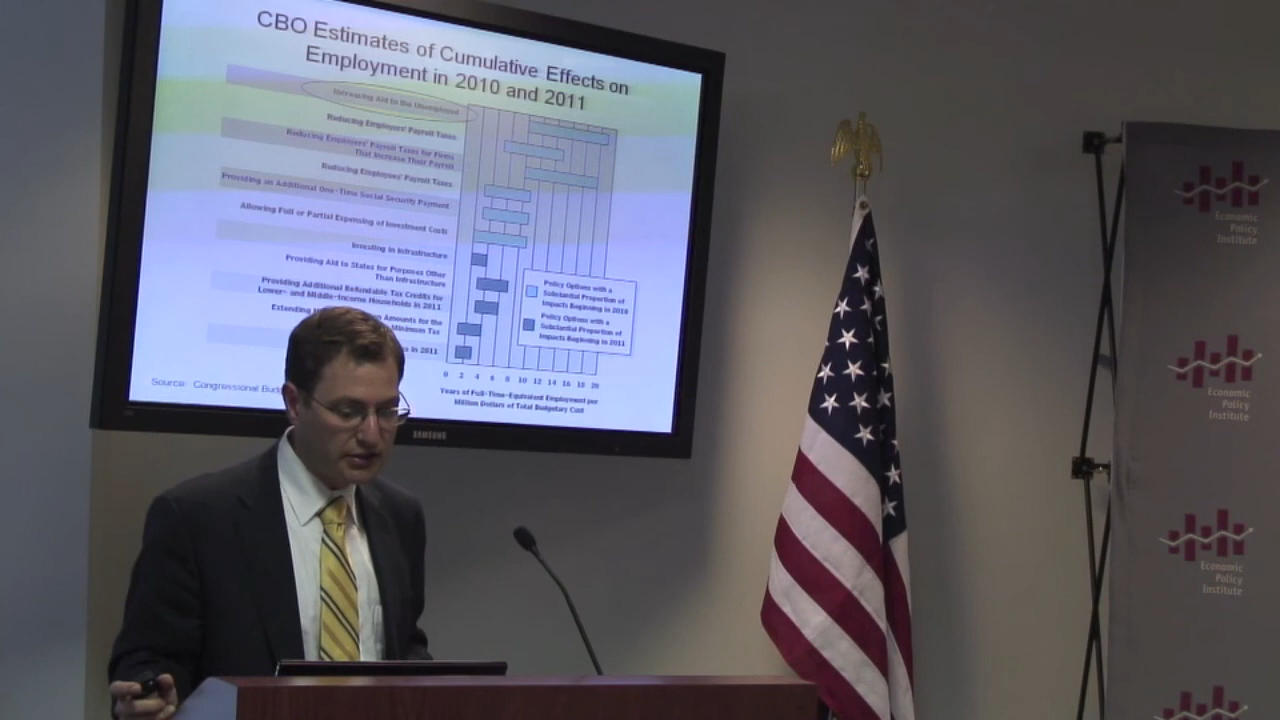 CBO Estimates of Cumulative Effects on
Employment in 2010 and 2011
Increasing Aid to the Unemployed
Reducing Employers' Payroll Taxes
Reducing Employers' Payroll Taxes for Firms
That Increase Their Payroll
Reducing Employees' Payroll Taxes
Providing an Additional One-Time Social Security Payment
Allowing Full or Partial Expensing of Investment Costs
Investing in Infrastructure
Providing Aid to States for Purposes Other
Than Infrastructure
Providing Additional Refundable Tax Credits for
Lower- and Middle-Income Households in 2011
Extending
Amounts for the
Minimum Tax
in 2011
Policy Options with a
Substantial Proportion of
Impacts Beginning in 2010
Policy Options with a
Substantial Proportion of
Impacts Beginning in 2011
0 2 4 6 8 10 12 14 16 18 20
Years of Full-Time-Equivalent Employment per
Million Dollars of Total Budgetary Cost
Source: Congressional
SAMSUNG
Economic
Policy
Institute
Economic
Policy
Institute
Economic
Policy
Institute